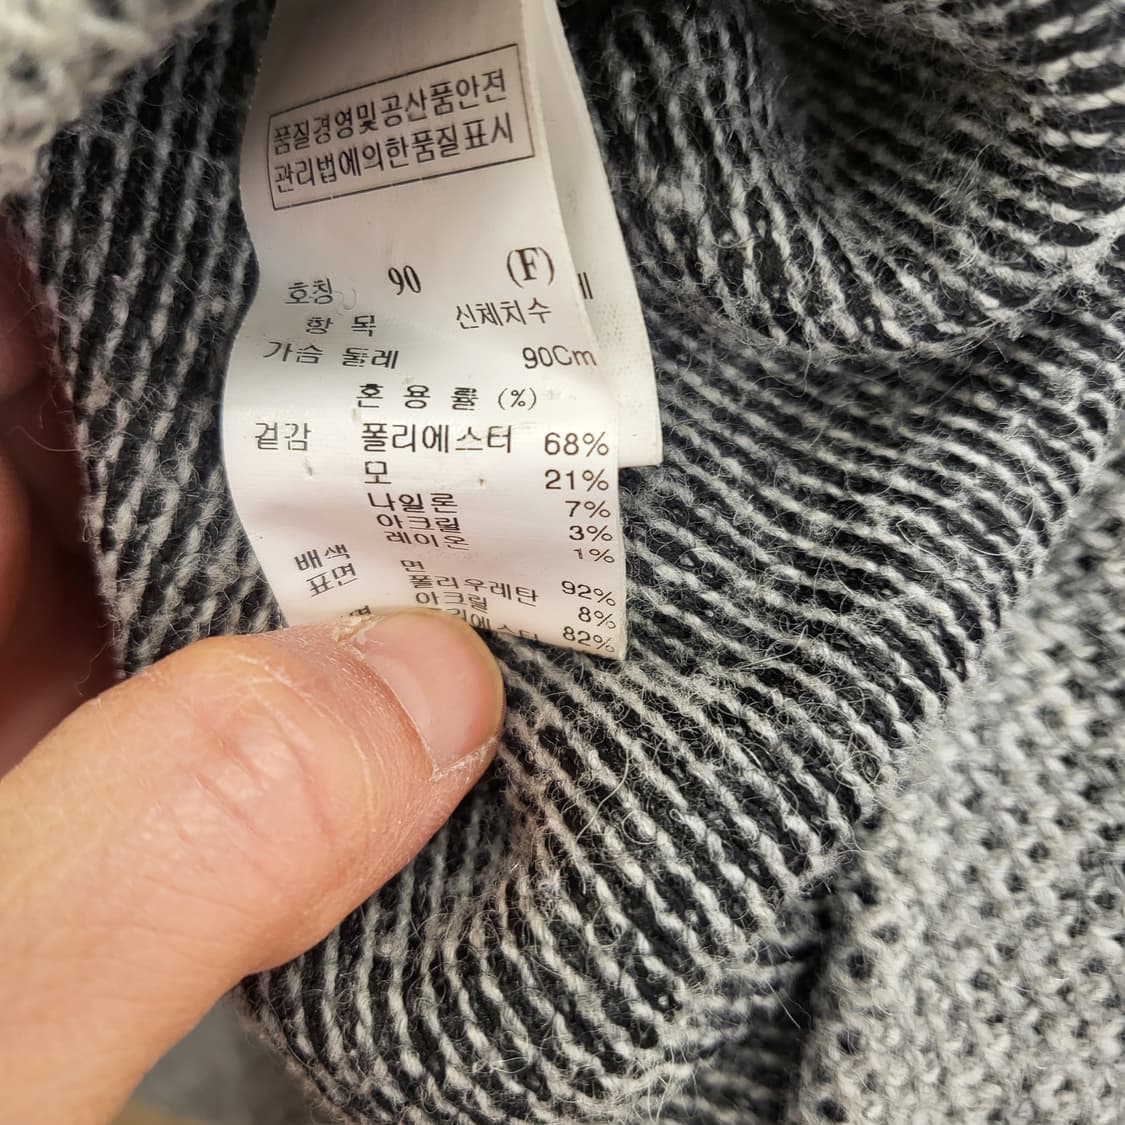 품질경영및공산품안전
관리법에의한품질표시
호칭 90 (F)
항 목 신체치수
가슴 둘레 90Cm
혼 용 률 (%)
겉감 폴리에스터 68%
모 21%
나일론 7%
아크릴 3%
레이온 1%
배색 면 92%
표면 폴리우레탄 8%
아크릴 82%